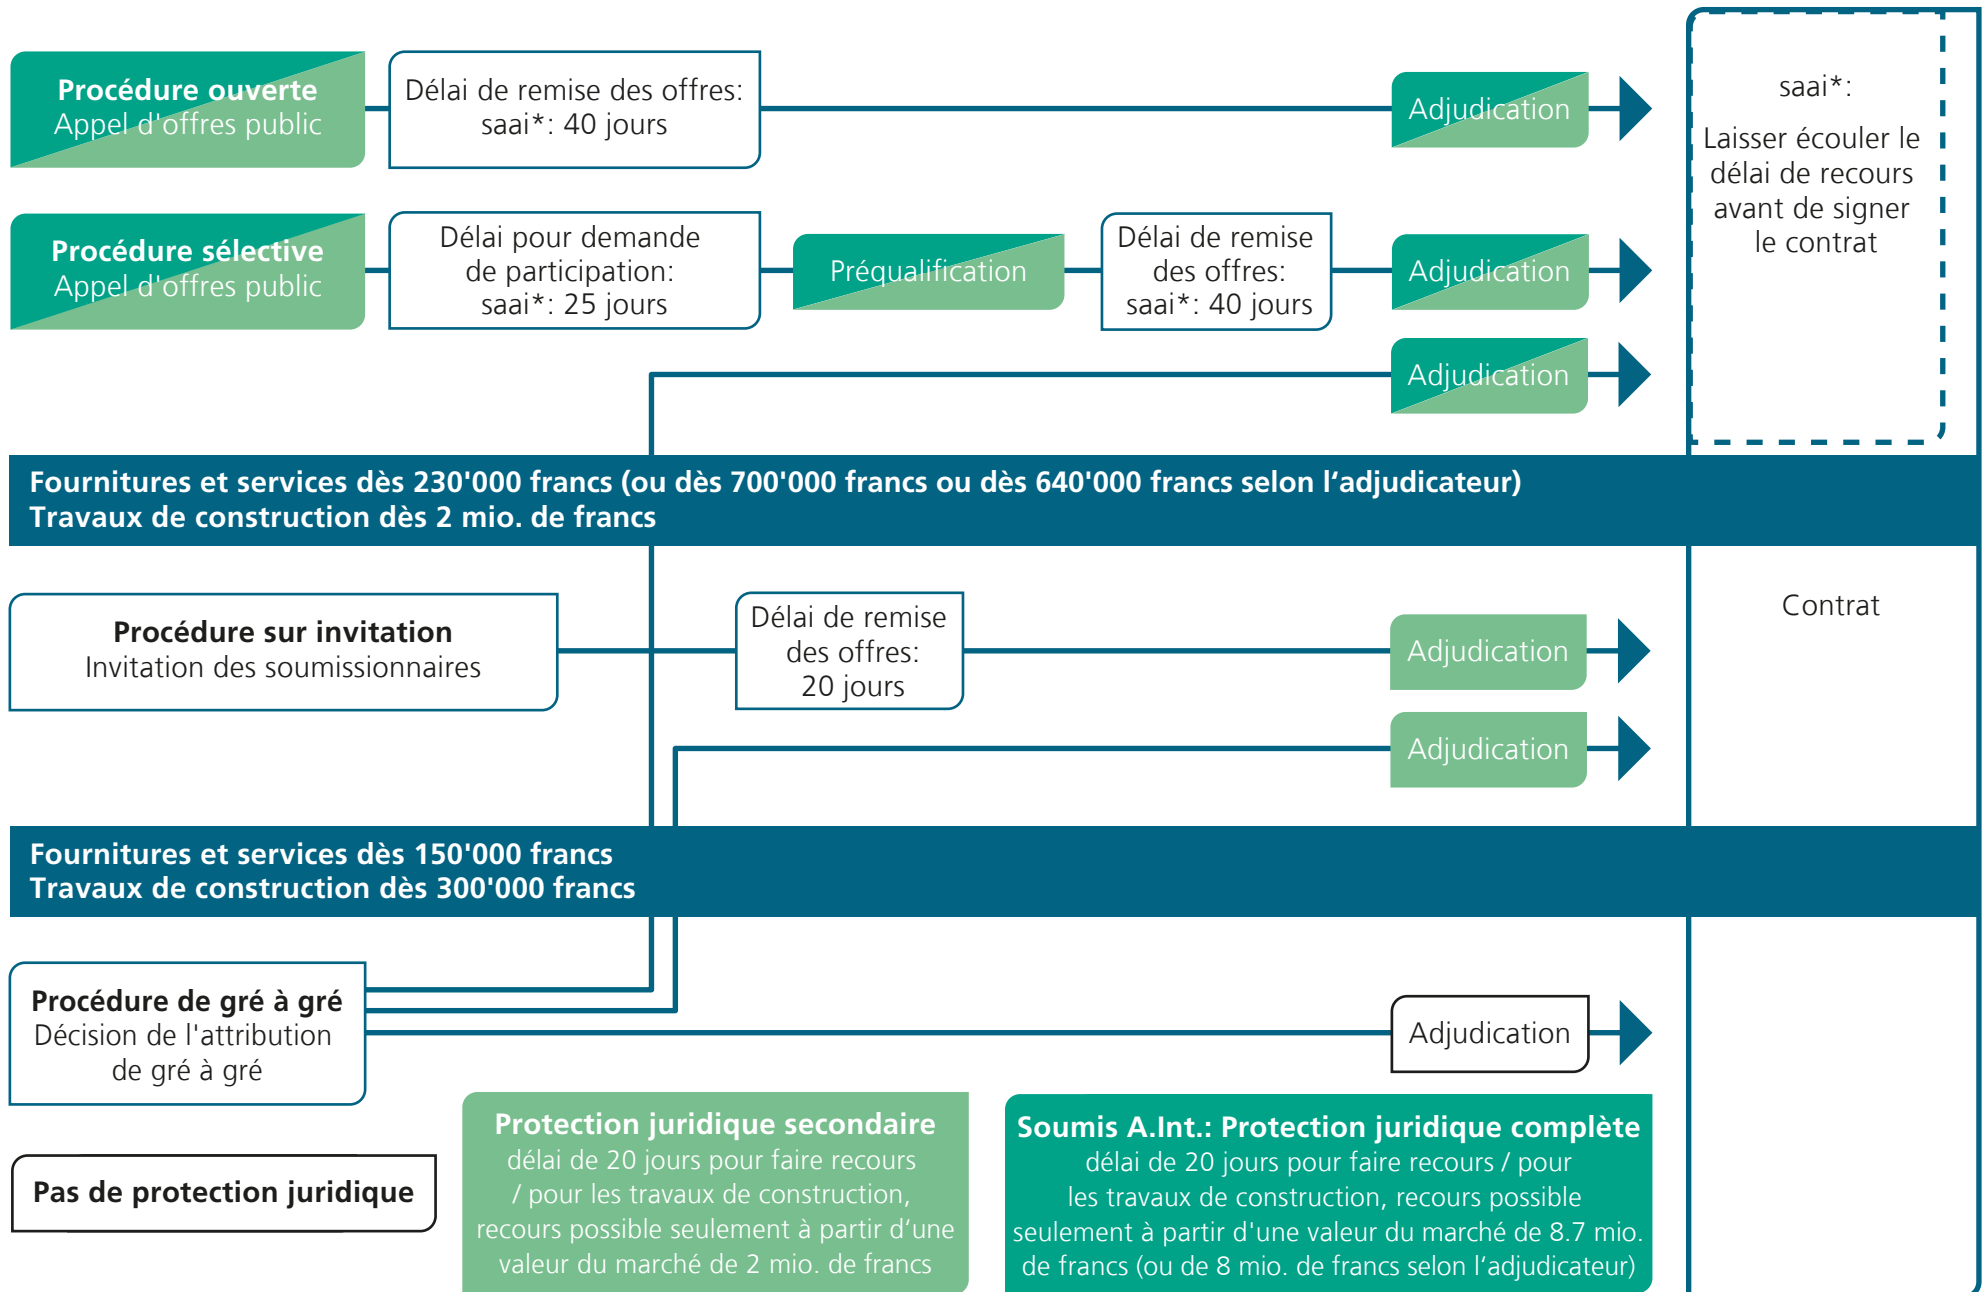 Procédure ouverte
Appel d'offres public
Délai de remise des offres:
saai*: 40 jours
Adjudication
saai*:
Laisser écouler le
délai de recours
avant de signer
le contrat
Procédure sélective
Appel d'offres public
Délai pour demande
de participation:
saai*: 25 jours
Préqualification
Délai de remise
des offres:
saai*: 40 jours
Adjudication
Adjudication
Fournitures et services dès 230'000 francs (ou dès 700'000 francs ou dès 640'000 francs selon l‘adjudicateur)
Travaux de construction dès 2 mio. de francs
Procédure sur invitation
Invitation des soumissionnaires
Délai de remise
des offres:
20 jours
Adjudication
Contrat
Adjudication
Fournitures et services dès 150'000 francs
Travaux de construction dès 300'000 francs
Procédure de gré à gré
Décision de l'attribution
de gré à gré
Adjudication
Pas de protection juridique
Protection juridique secondaire
délai de 20 jours pour faire recours
/ pour les travaux de construction,
recours possible seulement à partir d‘une
valeur du marché de 2 mio. de francs
Soumis A.Int.: Protection juridique complète
délai de 20 jours pour faire recours / pour
les travaux de construction, recours possible
seulement à partir d'une valeur du marché de 8.7 mio.
de francs (ou de 8 mio. de francs selon l‘adjudicateur)